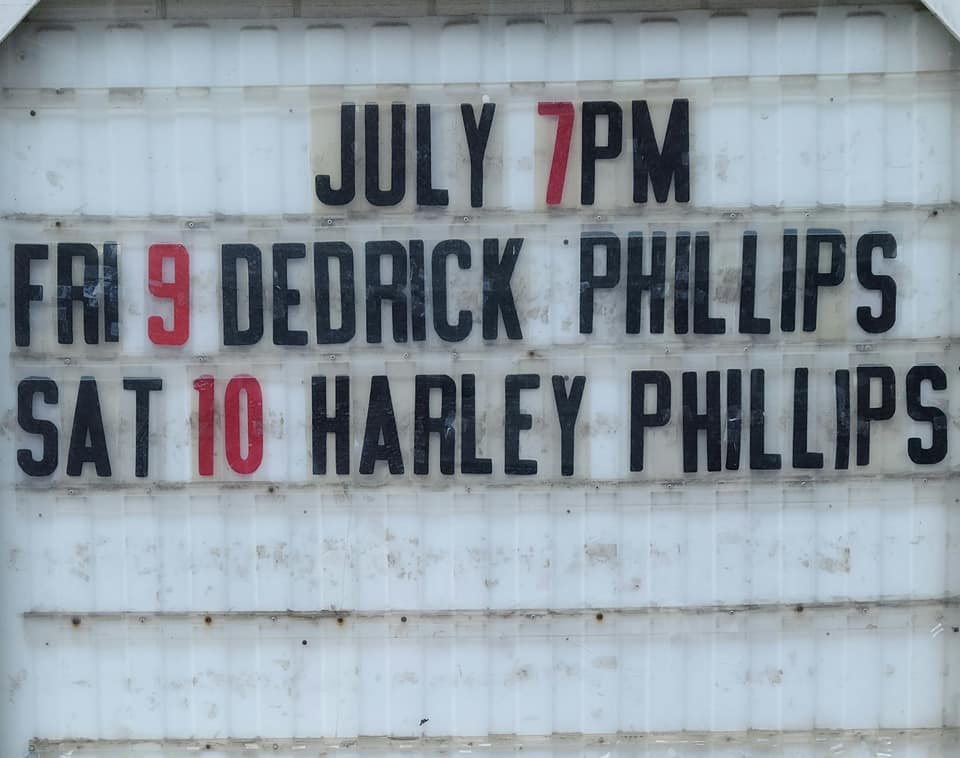 JULY 7PM
FRI 9 DEDRICK PHILLIPS
SAT 10 HARLEY PHILLIPS